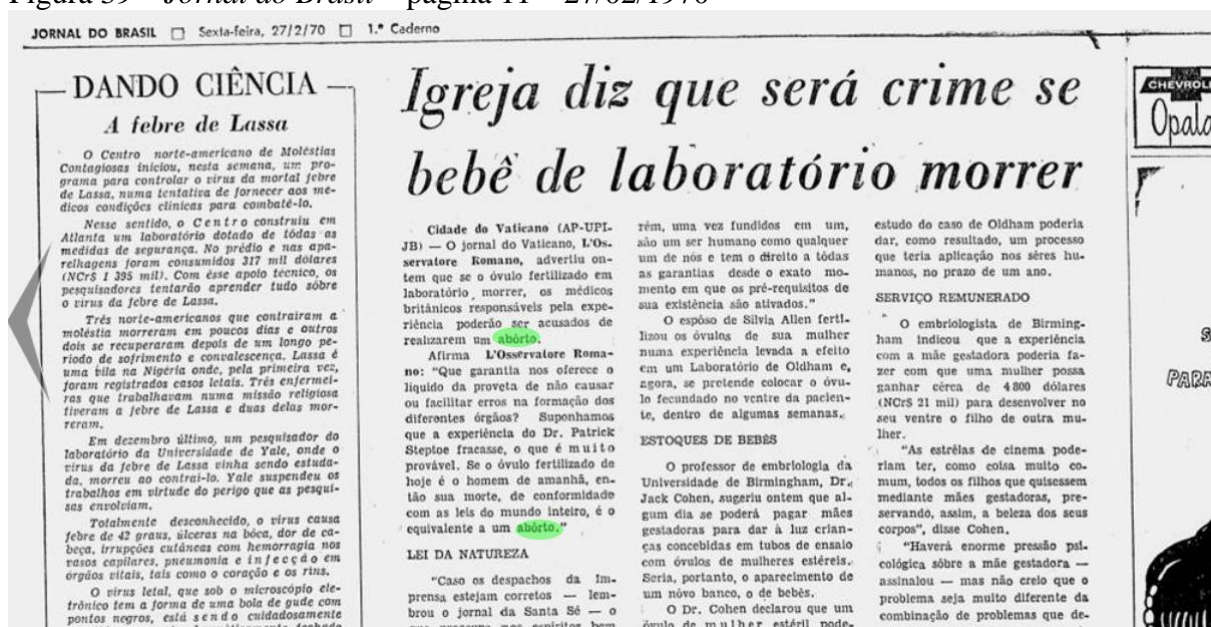 Figura 39 – Jornal do Brasil – página 11 – 27/02/1970
JORNAL DO BRASIL □ Sexta-feira, 27/2/70 □ 1.º Caderno
DANDO CIÊNCIA
A febre de Lassa
O Centro norte-americano de Moléstias
Contagiosas iniciou, nesta semana, um pro-
grama para controlar o virus da mortal febre
de Lassa, numa tentativa de fornecer aos mé-
dicos condições clínicas para combatê-lo.
Nesse sentido, o Centro construiu em
Atlanta um laboratório dotado de tôdas as
medidas de segurança. No prédio e nas apa-
relhagens foram consumidos 317 mil dólares
(NCr$ 1 395 mil). Com êsse apoio técnico, os
pesquisadores tentarão aprender tudo sôbre
o virus da febre de Lassa.
Três norte-americanos que contrairam a
moléstia morreram em poucos dias e outros
dois se recuperaram depois de um longo pe-
ríodo de sofrimento e convalescença. Lassa é
uma vila na Nigéria onde, pela primeira vez,
foram registrados casos letais. Três enfermei-
ras que trabalhavam numa missão religiosa
tiveram a febre de Lassa e duas delas mor-
reram.
Em dezembro último, um pesquisador do
laboratório da Universidade de Yale, onde o
virus da febre de Lassa vinha sendo estuda-
da, morreu ao contraí-lo. Yale suspendeu os
trabalhos em virtude do perigo que as pesqui-
sas envolviam.
Totalmente desconhecido, o virus causa
febre de 42 graus, úlceras na bôca, dor de ca-
beça, irrupções cutâneas com hemorragia nos
vasos capilares, pneumonia e infecção em
órgãos vitais, tais como o coração e os rins.
O virus letal, que sob o microscópio ele-
trônico tem a forma de uma bola de gude com
pontos negros, está sendo cuidadosamente
Igreja diz que será crime se
bebê de laboratório morrer
Cidade do Vaticano (AP-UPI-
JB) — O jornal do Vaticano, L'Os-
servatore Romano, advertiu on-
tem que se o óvulo fertilizado em
laboratório morrer, os médicos
britânicos responsáveis pela expe-
riência poderão ser acusados de
realizarem um abôrto.
Afirma L'Osservatore Roma-
no: "Que garantia nos oferece o
líquido da proveta de não causar
ou facilitar erros na formação dos
diferentes órgãos? Suponhamos
que a experiência do Dr. Patrick
Steptoe fracasse, o que é muito
provável. Se o óvulo fertilizado de
hoje é o homem de amanhã, en-
tão sua morte, de conformidade
com as leis do mundo inteiro, é o
equivalente a um abôrto."
LEI DA NATUREZA
"Caso os despachos da im-
prensa estejam corretos — lem-
brou o jornal da Santa Sé — o
rém, uma vez fundidos em um,
são um ser humano como qualquer
um de nós e tem o direito a tôdas
as garantias desde o exato mo-
mento em que os pré-requisitos de
sua existência são ativados."
O espôso de Silvia Allen ferti-
lizou os óvulos de sua mulher
numa experiência levada a efeito
em um Laboratório de Oldham e,
agora, se pretende colocar o óvu-
lo fecundado no ventre da pacien-
te, dentro de algumas semanas.
ESTOQUES DE BEBÊS
O professor de embriologia da
Universidade de Birmingham, Dr.
Jack Cohen, sugeriu ontem que al-
gum dia se poderá pagar mães
gestadoras para dar à luz crian-
ças concebidas em tubos de ensaio
com óvulos de mulheres estéreis.
Seria, portanto, o aparecimento de
um nôvo banco, o de bebês.
O Dr. Cohen declarou que um
óvulo de mulher estéril pode-
estudo do caso de Oldham poderia
dar, como resultado, um processo
que teria aplicação nos sêres hu-
manos, no prazo de um ano.
SERVIÇO REMUNERADO
O embriologista de Birming-
ham indicou que a experiência
com a mãe gestadora poderia fa-
zer com que uma mulher possa
ganhar cêrca de 4 800 dólares
(NCr$ 21 mil) para desenvolver no
seu ventre o filho de outra mu-
lher.
"As estrêlas de cinema pode-
riam ter, como coisa muito co-
mum, todos os filhos que quisessem
mediante mães gestadoras, pre-
servando, assim, a beleza dos seus
corpos", disse Cohen.
"Haverá enorme pressão psi-
cológica sôbre a mãe gestadora —
assinalou — mas não creio que o
problema seja muito diferente da
combinação de problemas que de-
CHEVROL
Opala
S
PARA